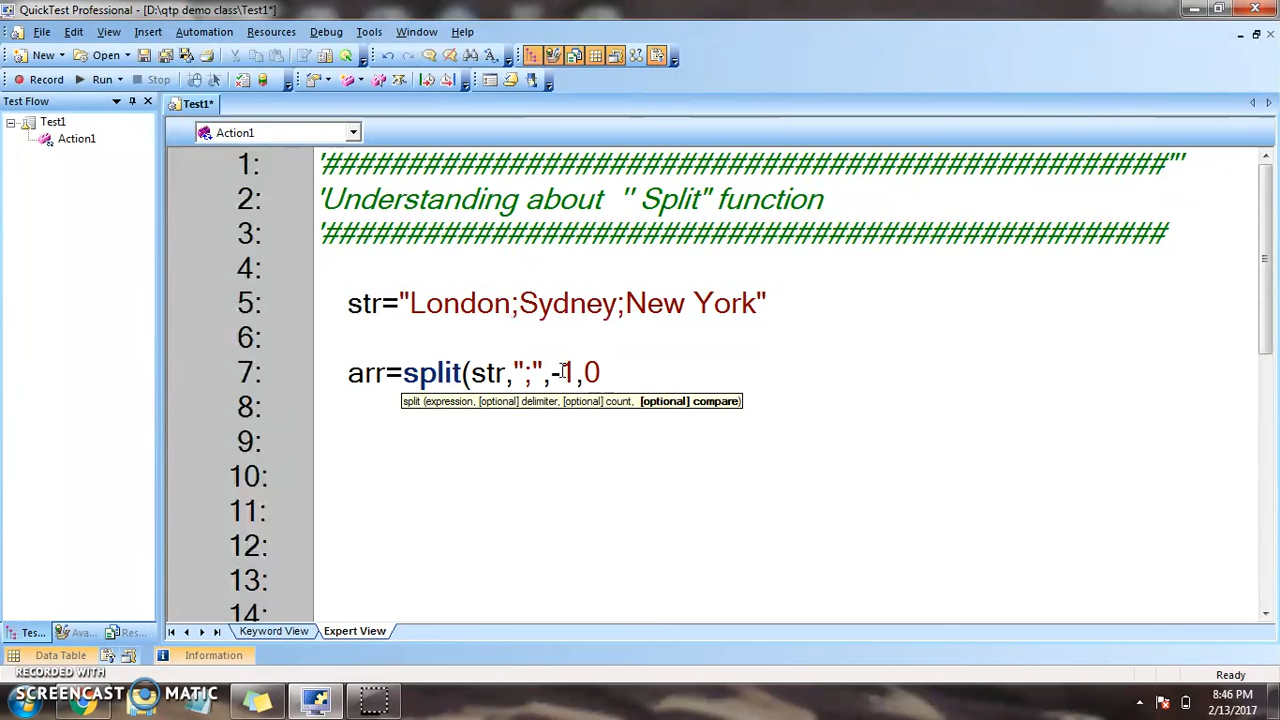 QuickTest Professional - [D:\qtp demo class\Test1*]
File Edit View Insert Automation Resources Debug Tools Window Help
New Open
Record Run Stop
Test Flow
Test1*
Test1
Action1
Action1
1: '##################################################"'
2: 'Understanding about " Split" function
3: '##################################################
4:
5: str="London;Sydney;New York"
6:
7: arr=split(str,";",-1,0
split (expression, [optional] delimiter, [optional] count, [optional] compare)
8:
9:
10:
11:
12:
13:
14:
Tes... Ava... Res... Keyword View Expert View
Data Table Information
RECORDED WITH
Ready
SCREENCAST MATIC
8:46 PM
2/13/2017